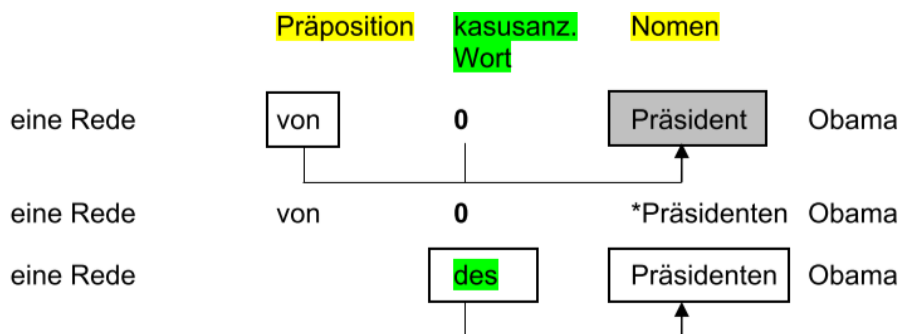 Präposition kasusanz. Nomen
Wort
eine Rede von 0 Präsident Obama
eine Rede von 0 *Präsidenten Obama
eine Rede des Präsidenten Obama